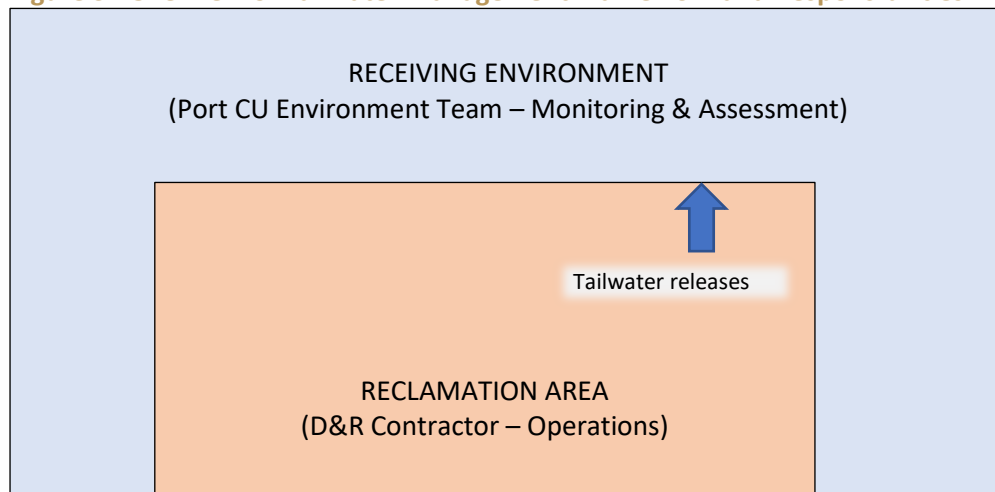 RECEIVING ENVIRONMENT
(Port CU Environment Team – Monitoring & Assessment)
Tailwater releases
RECLAMATION AREA
(D&R Contractor – Operations)